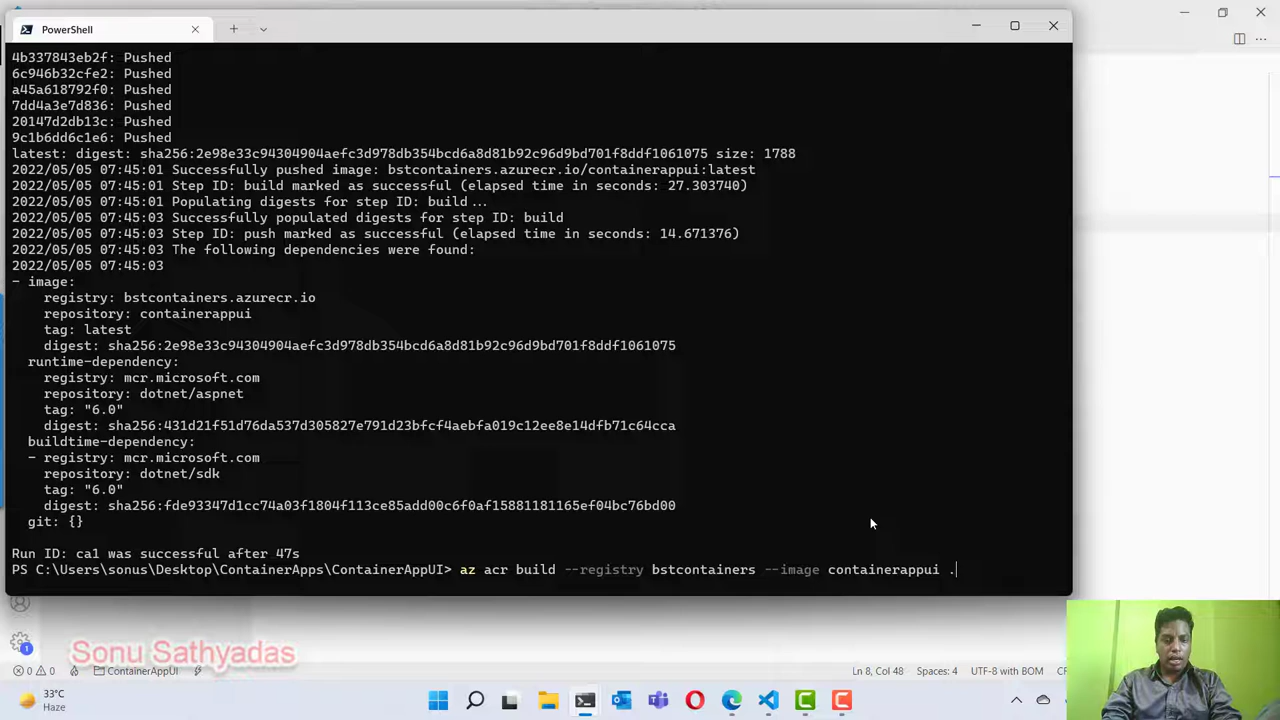 PowerShell
4b337843eb2f: Pushed
6c946b32cfe2: Pushed
a45a618792f0: Pushed
7dd4a3e7d836: Pushed
20147d2db13c: Pushed
9c1b6dd6c1e6: Pushed
latest: digest: sha256:2e98e33c94304904aefc3d978db354bcd6a8d81b92c96d9bd701f8ddf1061075 size: 1788
2022/05/05 07:45:01 Successfully pushed image: bstcontainers.azurecr.io/containerappui:latest
2022/05/05 07:45:01 Step ID: build marked as successful (elapsed time in seconds: 27.303740)
2022/05/05 07:45:01 Populating digests for step ID: build...
2022/05/05 07:45:03 Successfully populated digests for step ID: build
2022/05/05 07:45:03 Step ID: push marked as successful (elapsed time in seconds: 14.671376)
2022/05/05 07:45:03 The following dependencies were found:
2022/05/05 07:45:03
- image:
registry: bstcontainers.azurecr.io
repository: containerappui
tag: latest
digest: sha256:2e98e33c94304904aefc3d978db354bcd6a8d81b92c96d9bd701f8ddf1061075
runtime-dependency:
registry: mcr.microsoft.com
repository: dotnet/aspnet
tag: "6.0"
digest: sha256:431d21f51d76da537d305827e791d23bfcf4aebfa019c12ee8e14dfb71c64cca
buildtime-dependency:
- registry: mcr.microsoft.com
repository: dotnet/sdk
tag: "6.0"
digest: sha256:fde93347d1cc74a03f1804f113ce85add00c6f0af15881181165ef04bc76bd00
git: {}
Run ID: ca1 was successful after 47s
PS C:\Users\sonus\Desktop\ContainerApps\ContainerAppUI> az acr build --registry bstcontainers --image containerappui .
1
Sonu Sathyadas
0 0 ContainerAppUI Ln 8, Col 48 Spaces: 4 UTF-8 with BOM
33°C
Haze